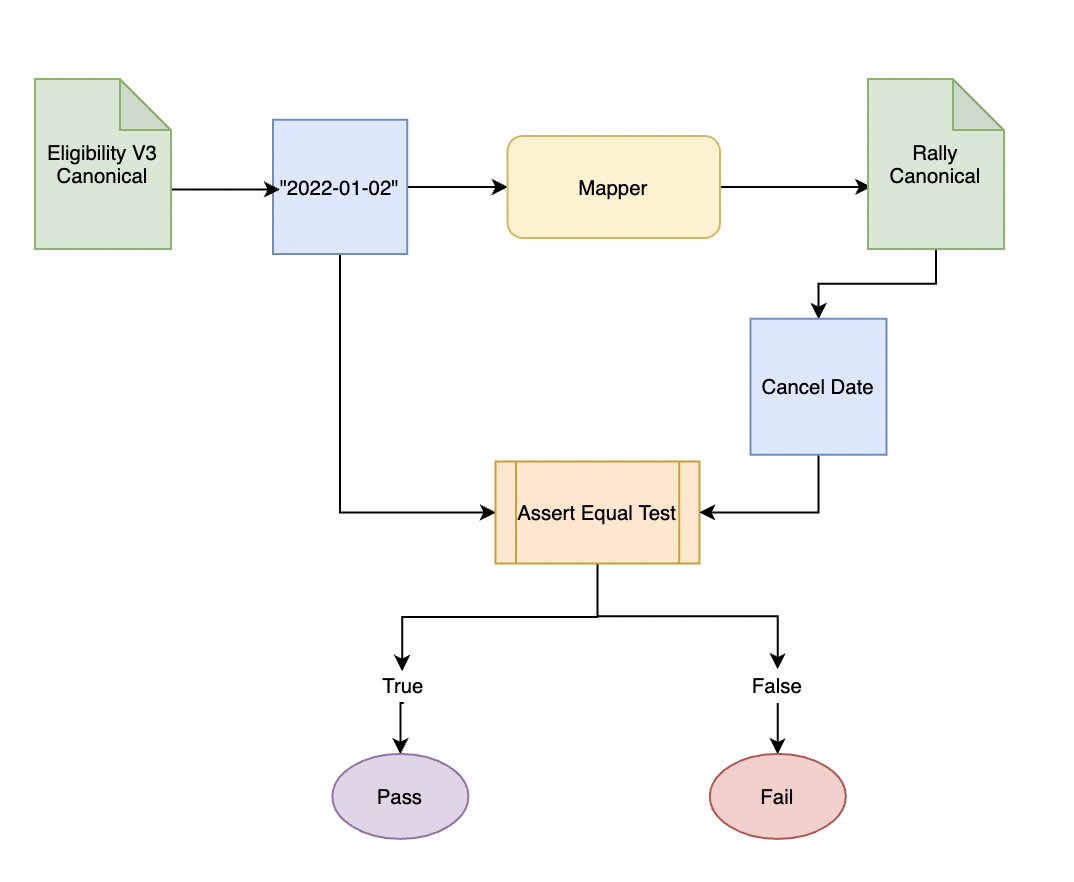 Eligibility V3
Canonical
"2022-01-02"
Mapper
Rally
Canonical
Cancel Date
Assert Equal Test
True
False
Pass
Fail